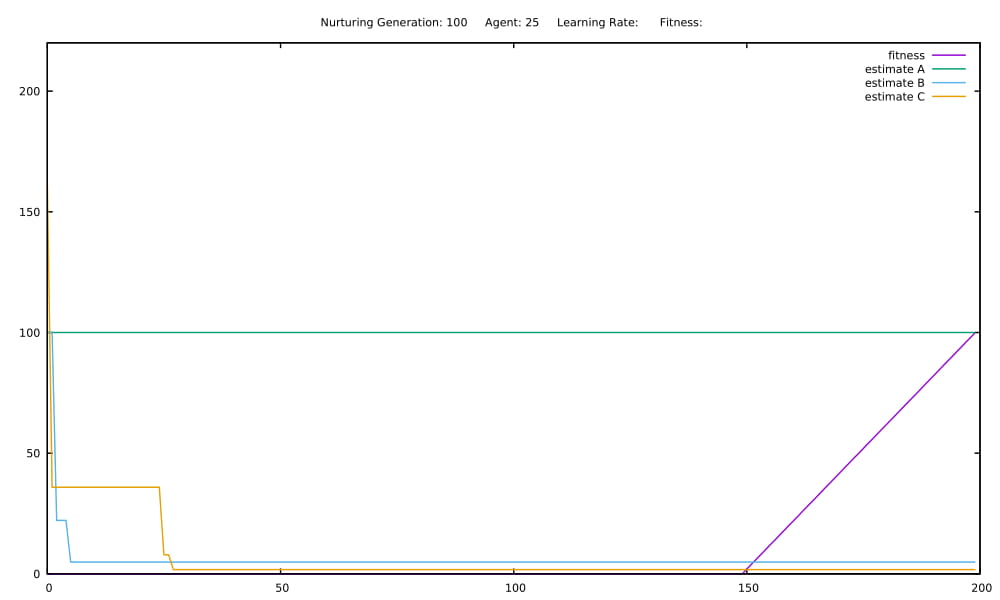 Nurturing Generation: 100 Agent: 25 Learning Rate: Fitness:
fitness
estimate A
estimate B
estimate C
200
150
100
50
0
0 50 100 150 200